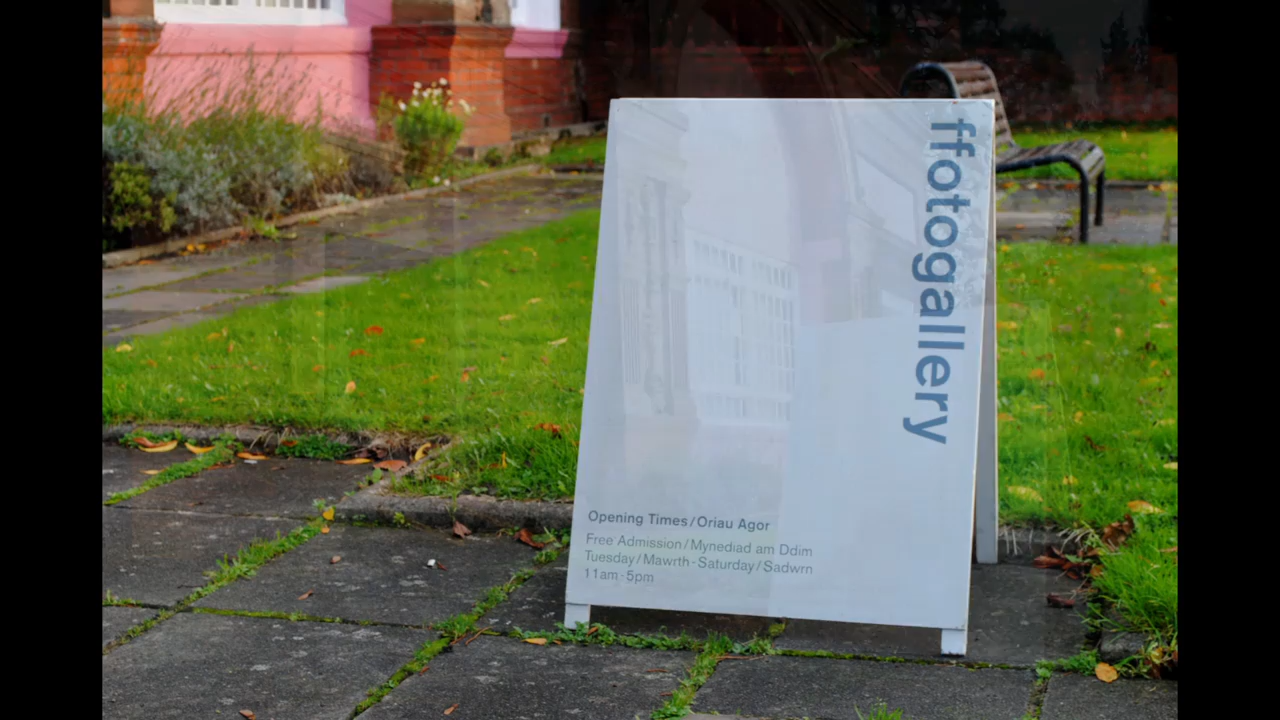 ffotogallery
Opening Times/Oriau Agor
Free Admission/Mynediad am Ddim
Tuesday/Mawrth-Saturday/Sadwrn
11am-5pm